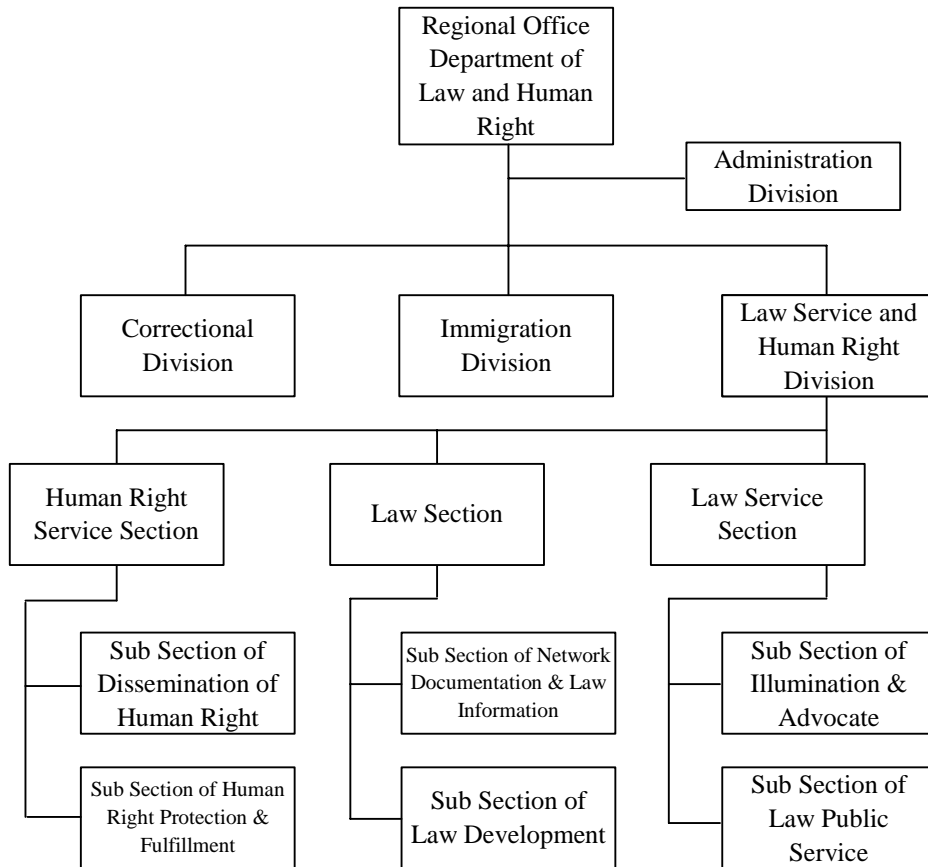 Regional Office
Department of
Law and Human
Right
Administration
Division
Correctional
Division
Immigration
Division
Law Service and
Human Right
Division
Human Right
Service Section
Law Section
Law Service
Section
Sub Section of
Dissemination of
Human Right
Sub Section of Network
Documentation & Law
Information
Sub Section of
Illumination &
Advocate
Sub Section of Human
Right Protection &
Fulfillment
Sub Section of
Law Development
Sub Section of
Law Public
Service